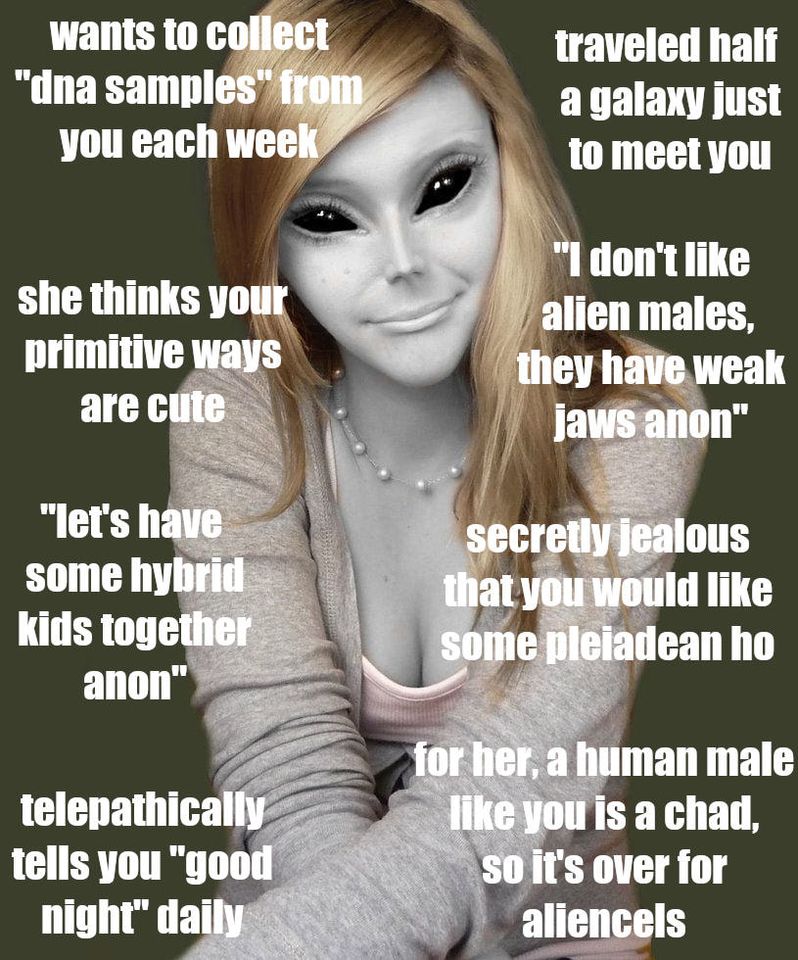 wants to collect
"dna samples" from
you each week
traveled half
a galaxy just
to meet you
she thinks your
primitive ways
are cute
"I don't like
alien males,
they have weak
jaws anon"
"let's have
some hybrid
kids together
anon"
secretly jealous
that you would like
some pleiadean ho
telepathically
tells you "good
night" daily
for her, a human male
like you is a chad,
so it's over for
aliencels